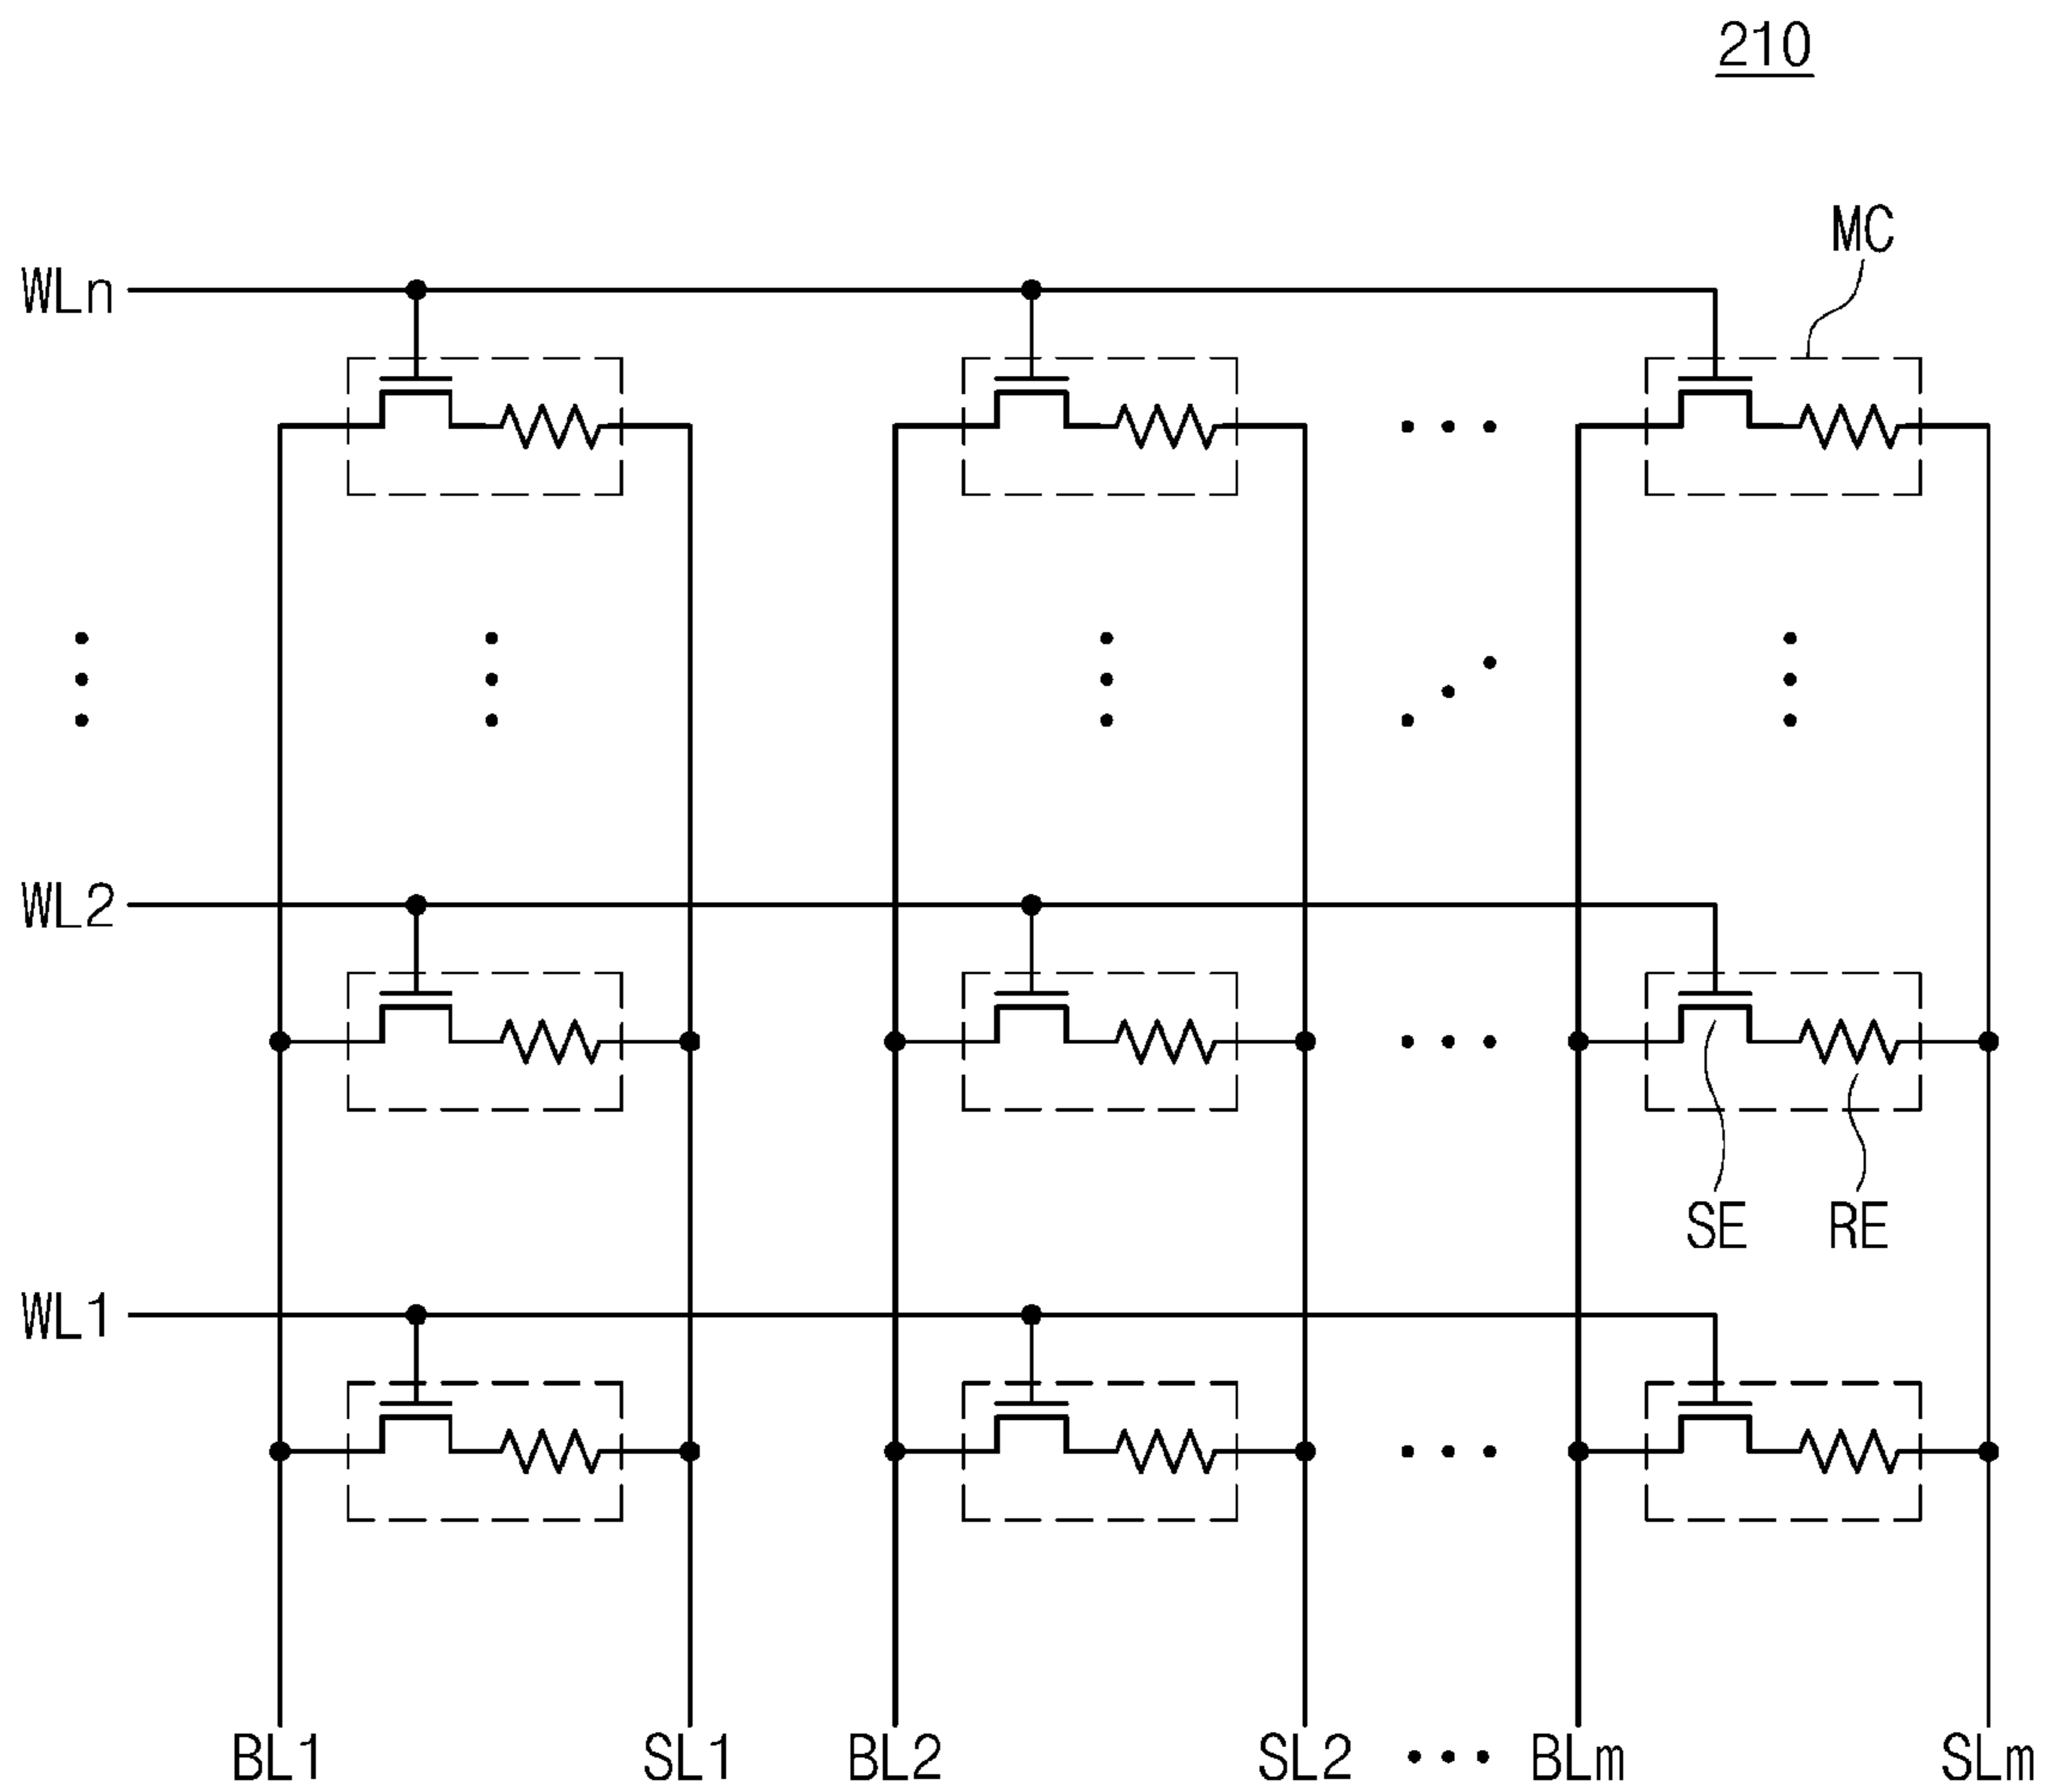 210
MC
WLn
WL2
SE RE
WL1
BL1 SL1 BL2 SL2 ••• BLm SLm